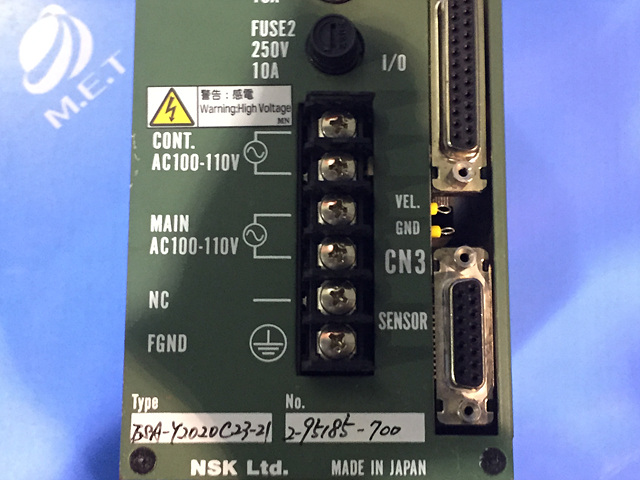 FUSE2
250V
10A
I/O
警告：感電
Warning:High Voltage
MN
CONT.
AC100-110V
MAIN
AC100-110V
VEL.
GND
CN3
NC
SENSOR
FGND
Type
No.
2-95185-700
NSK Ltd.
MADE IN JAPAN
M.E.T